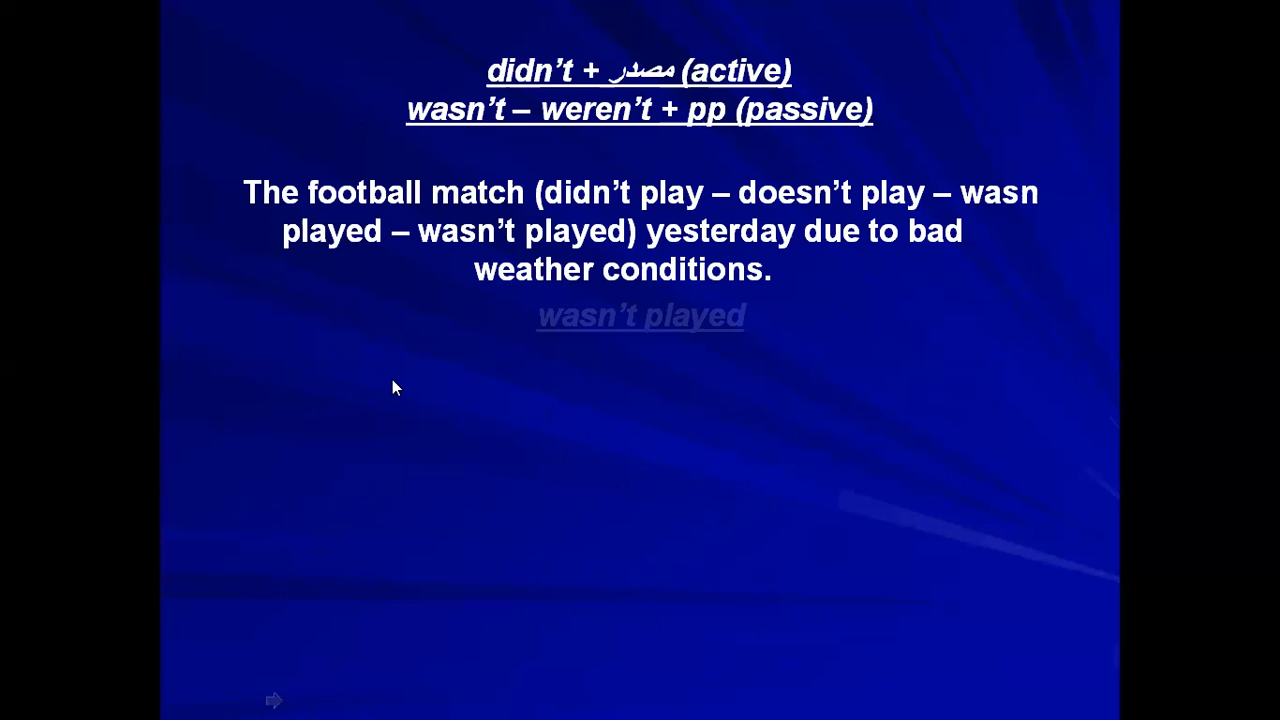 didn’t + مصدر (active)
wasn’t – weren’t + pp (passive)
The football match (didn’t play – doesn’t play – wasn
played – wasn’t played) yesterday due to bad
weather conditions.
wasn’t played